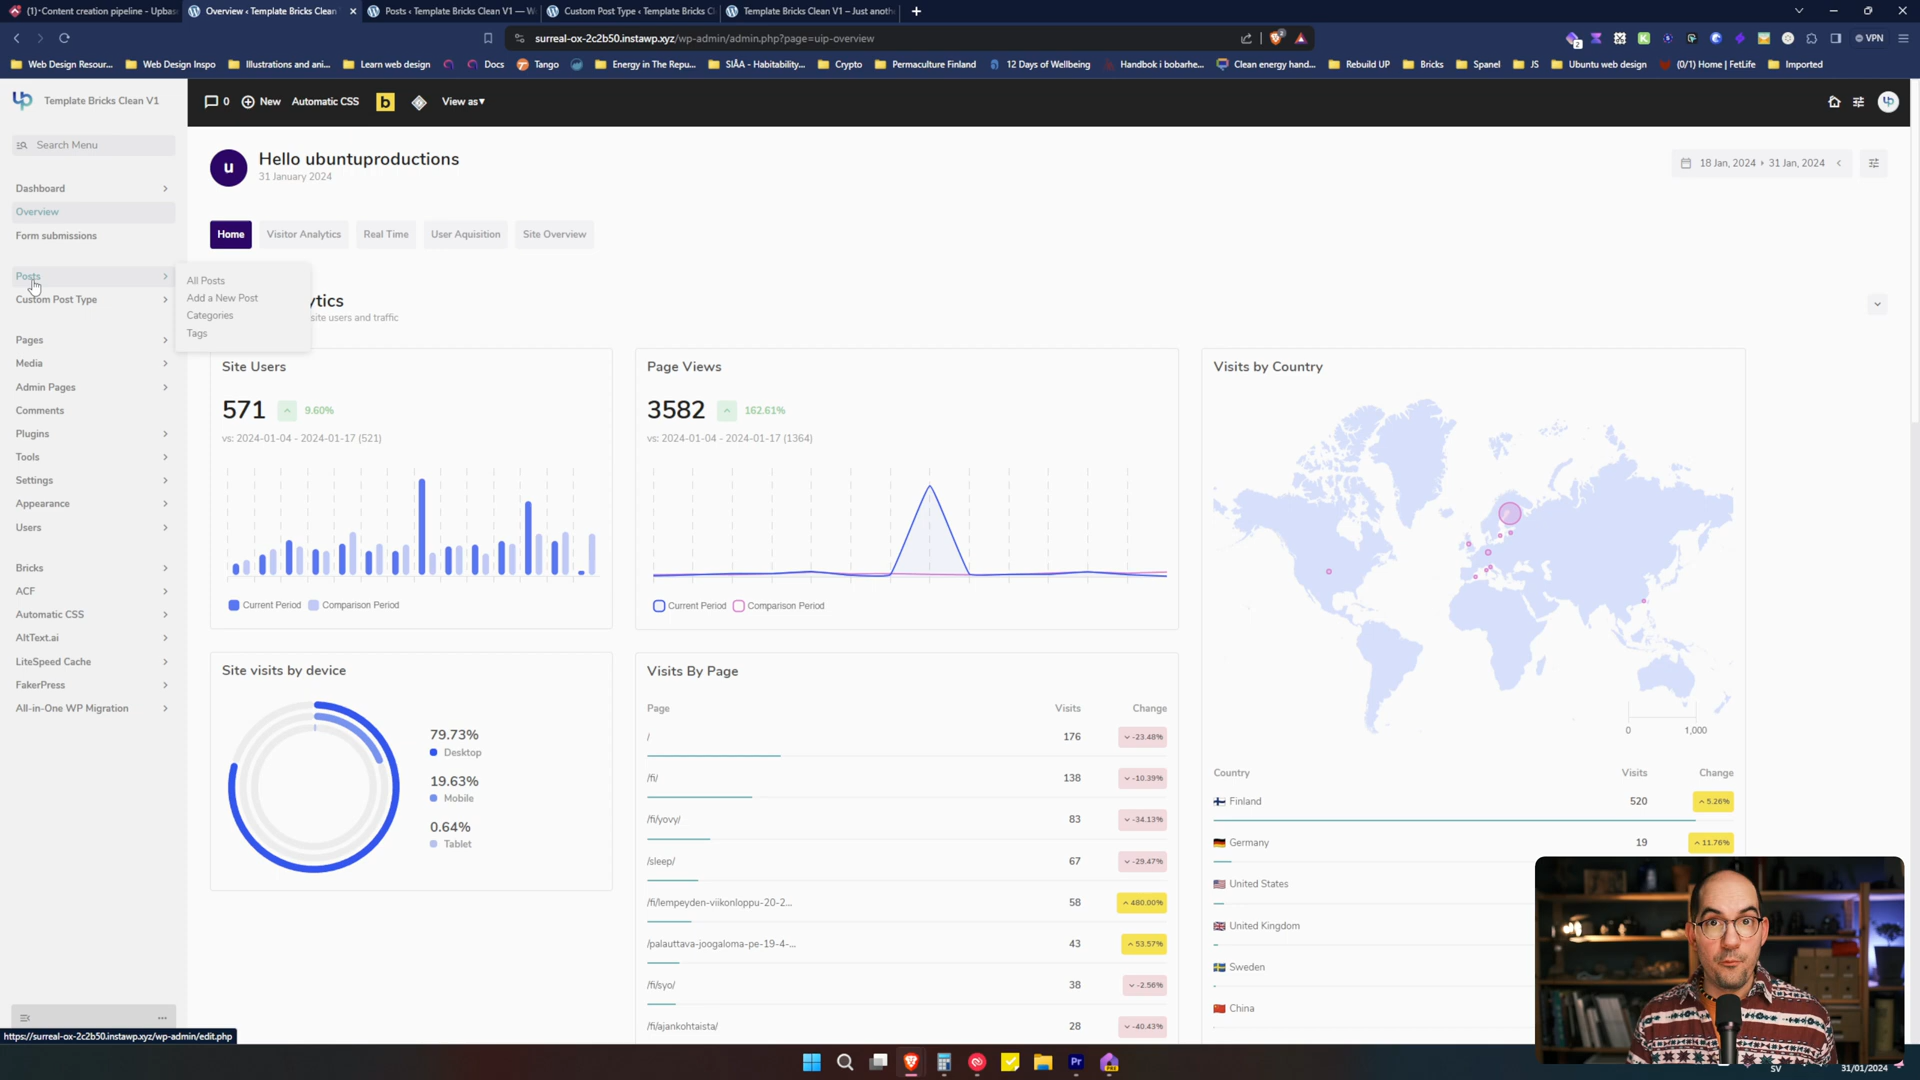 (1)· Content creation pipeline - Upbas
Overview ‹ Template Bricks Clean
Posts ‹ Template Bricks Clean V1 — W
Custom Post Type ‹ Template Bricks C
Template Bricks Clean V1 – Just anoth
surreal-ox-2c2b50.instawp.xyz/wp-admin/admin.php?page=uip-overview
VPN
Web Design Resour...
Web Design Inspo
Illustrations and ani...
Learn web design
Docs
Tango
Energy in The Repu...
SIÅA - Habitability...
Crypto
Permaculture Finland
12 Days of Wellbeing
Handbok i bobarhe...
Clean energy hand...
Rebuild UP
Bricks
Spanel
JS
Ubuntu web design
(0/1) Home | FetLife
Imported
Template Bricks Clean V1
0
New
Automatic CSS
b
View as
Search Menu
Dashboard
Overview
Form submissions
Posts
Custom Post Type
Pages
Media
Admin Pages
Comments
Plugins
Tools
Settings
Appearance
Users
Bricks
ACF
Automatic CSS
AltText.ai
LiteSpeed Cache
FakerPress
All-in-One WP Migration
All Posts
Add a New Post
Categories
Tags
u
Hello ubuntuproductions
31 January 2024
18 Jan, 2024
31 Jan, 2024
Home
Visitor Analytics
Real Time
User Aquisition
Site Overview
ytics
site users and traffic
Site Users
571
9.60%
vs: 2024-01-04 - 2024-01-17 (521)
Current Period
Comparison Period
Page Views
3582
162.61%
vs: 2024-01-04 - 2024-01-17 (1364)
Current Period
Comparison Period
Visits by Country
0
1,000
Country Visits Change
Finland 520 5.26%
Germany 19 11.76%
United States
United Kingdom
Sweden
China
Site visits by device
79.73%
Desktop
19.63%
Mobile
0.64%
Tablet
Visits By Page
Page Visits Change
/ 176 -23.48%
/fi/ 138 -10.39%
/fi/yovy/ 83 -34.13%
/sleep/ 67 -29.47%
/fi/lempeyden-viikonloppu-20-2... 58 480.00%
/palauttava-joogaloma-pe-19-4-... 43 53.57%
/fi/syo/ 38 -2.56%
/fi/ajankohtaista/ 28 -40.43%
https://surreal-ox-2c2b50.instawp.xyz/wp-admin/edit.php
Pr
SV
31/01/2024